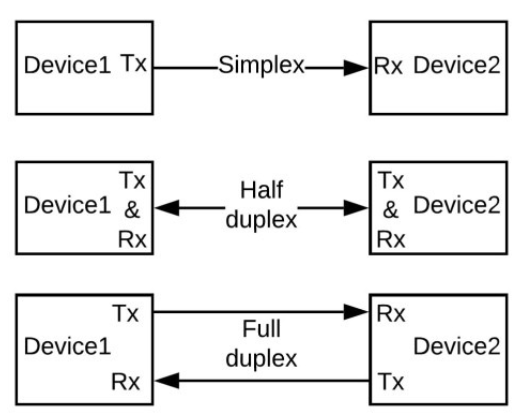 Device1 Tx Simplex Rx Device2
Tx Tx
Device1 & Half & Device2
Rx duplex Rx
Tx Full Rx
Device1 duplex Device2
Rx Tx